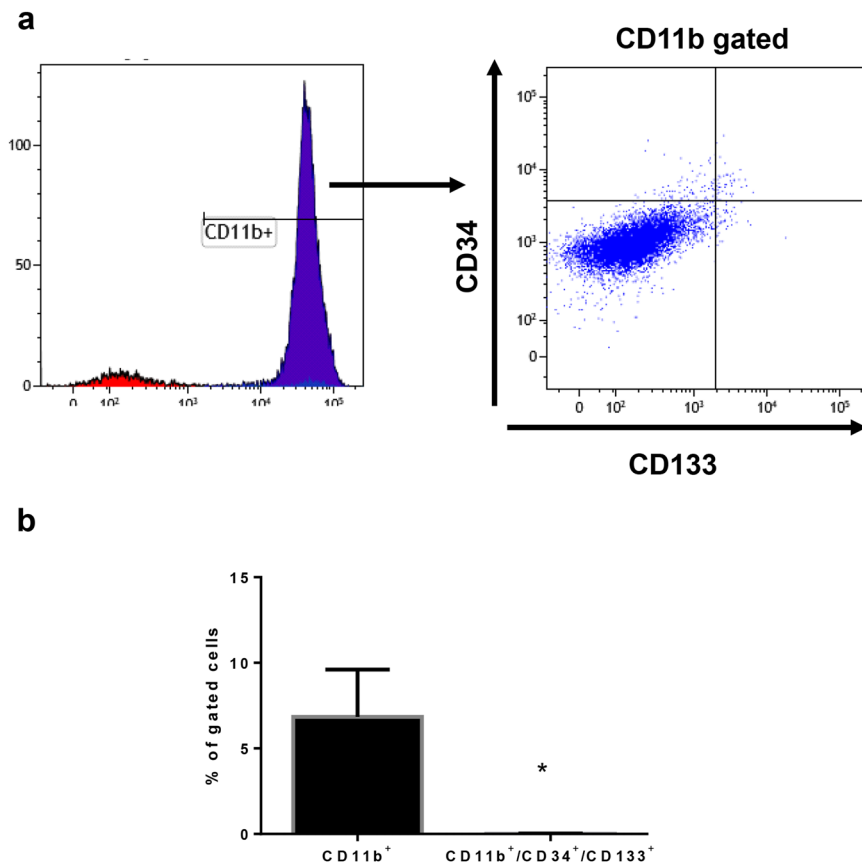 a
CD11b gated
100
50
0
CD11b+
0 10² 10³ 10⁴ 10⁵
CD34
10⁵
10⁴
10³
10²
0
0 10² 10³ 10⁴ 10⁵
CD133
b
% of gated cells
15
10
5
0
*
CD11b⁺ CD11b⁺/CD34⁺/CD133⁺